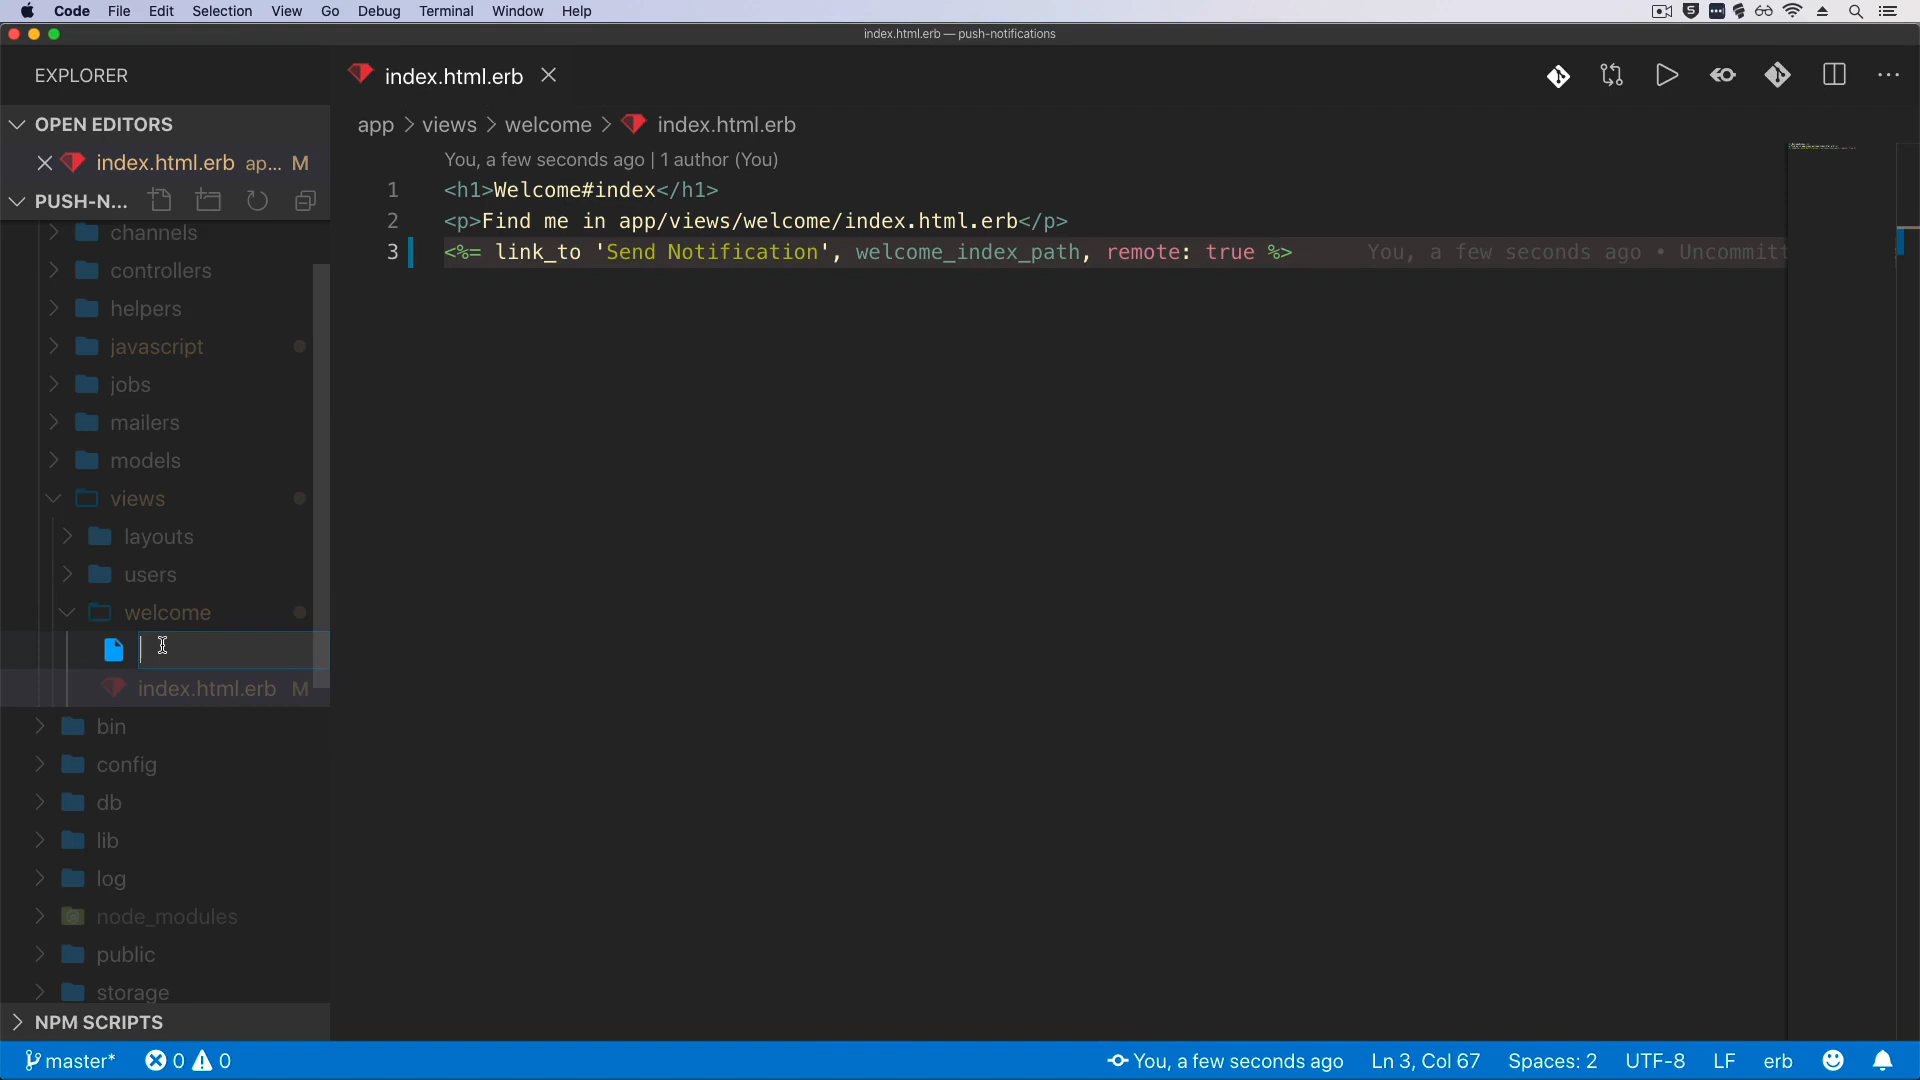 Code File Edit Selection View Go Debug Terminal Window Help
index.html.erb — push-notifications
EXPLORER
index.html.erb
OPEN EDITORS
app > views > welcome > index.html.erb
index.html.erb ap... M
You, a few seconds ago | 1 author (You)
PUSH-N...
1 <h1>Welcome#index</h1>
2 <p>Find me in app/views/welcome/index.html.erb</p>
3 <%= link_to 'Send Notification', welcome_index_path, remote: true %> You, a few seconds ago • Uncommitt
channels
controllers
helpers
javascript
jobs
mailers
models
views
layouts
users
welcome
index.html.erb M
bin
config
db
lib
log
node_modules
public
storage
NPM SCRIPTS
master* 0 0 You, a few seconds ago Ln 3, Col 67 Spaces: 2 UTF-8 LF erb